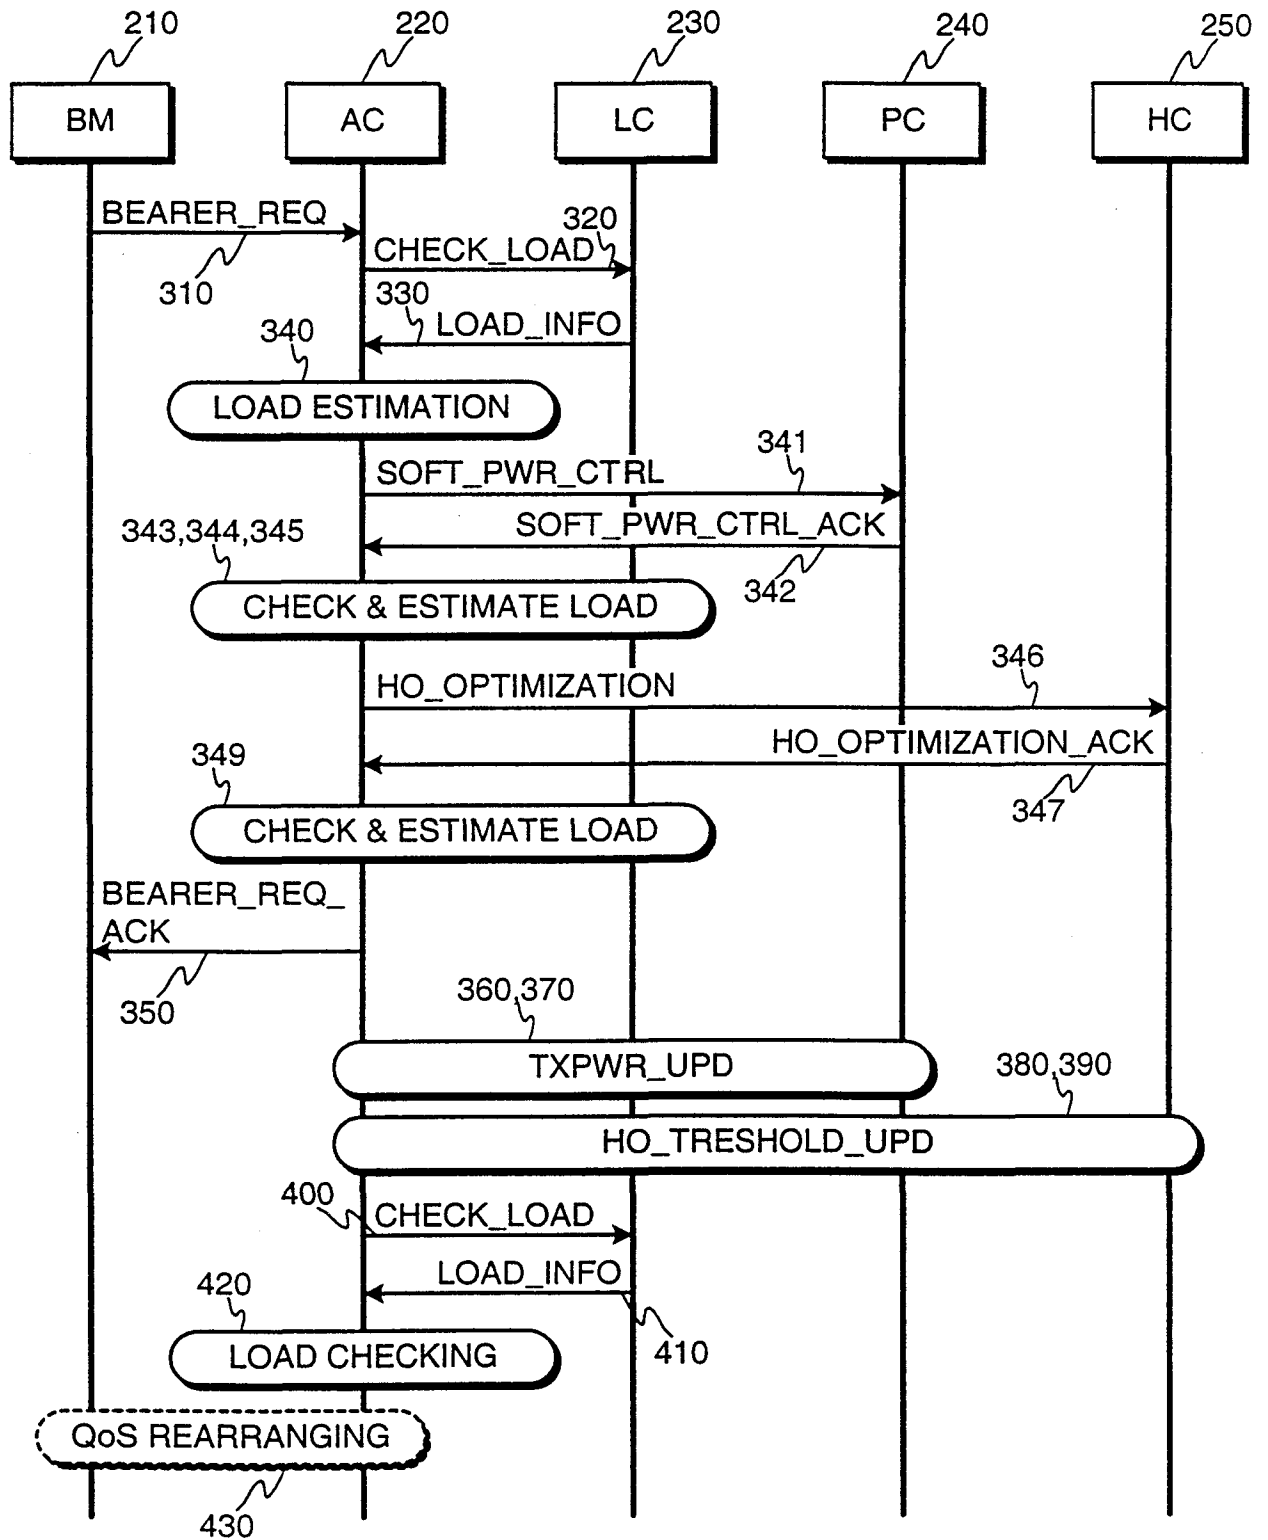 210
220
230
240
250
BM
AC
LC
PC
HC
BEARER_REQ
320
CHECK_LOAD
310
330
LOAD_INFO
340
LOAD ESTIMATION
341
SOFT_PWR_CTRL
SOFT_PWR_CTRL_ACK
343,344,345
342
CHECK & ESTIMATE LOAD
346
HO_OPTIMIZATION
HO_OPTIMIZATION_ACK
349
347
CHECK & ESTIMATE LOAD
BEARER_REQ_
ACK
350
360,370
TXPWR_UPD
380,390
HO_TRESHOLD_UPD
400
CHECK_LOAD
LOAD_INFO
420
410
LOAD CHECKING
QoS REARRANGING
430